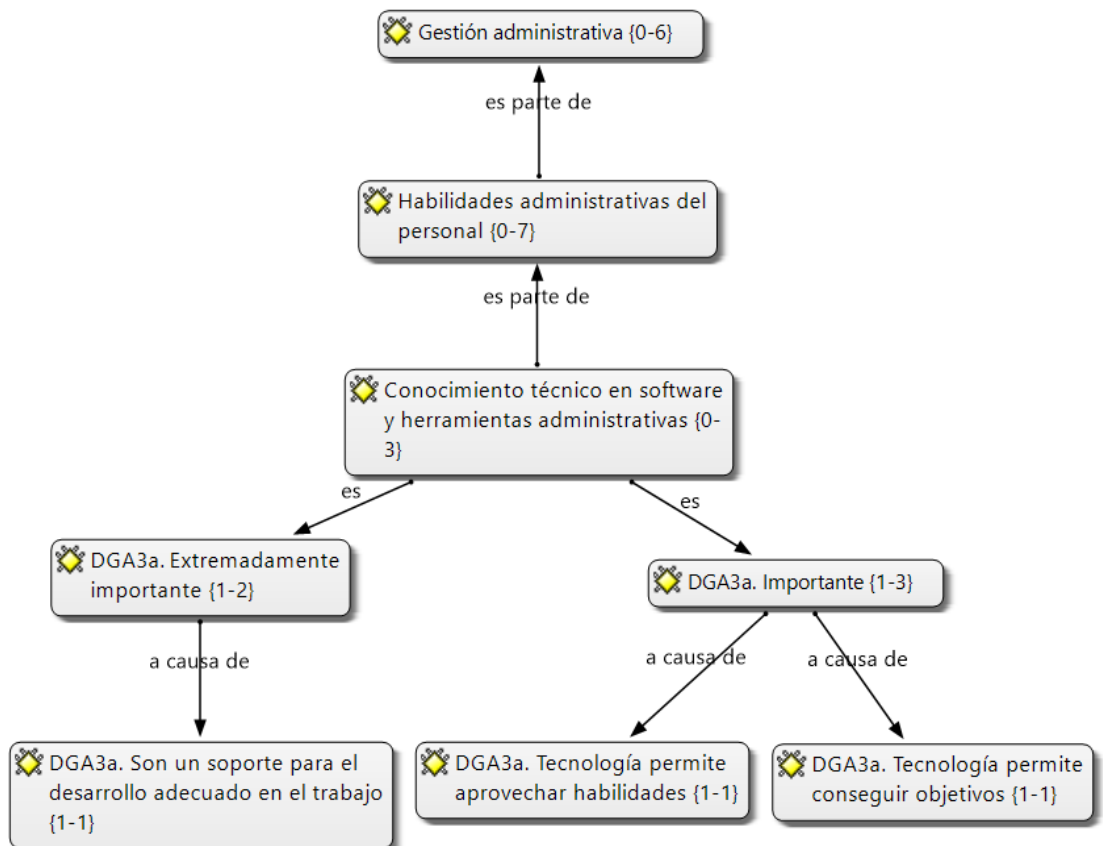 Gestión administrativa {0-6}
es parte de
Habilidades administrativas del
personal {0-7}
es parte de
Conocimiento técnico en software
y herramientas administrativas {0-
3}
es
es
DGA3a. Extremadamente
importante {1-2}
DGA3a. Importante {1-3}
a causa de
a causa de
a causa de
DGA3a. Son un soporte para el
desarrollo adecuado en el trabajo
{1-1}
DGA3a. Tecnología permite
aprovechar habilidades {1-1}
DGA3a. Tecnología permite
conseguir objetivos {1-1}